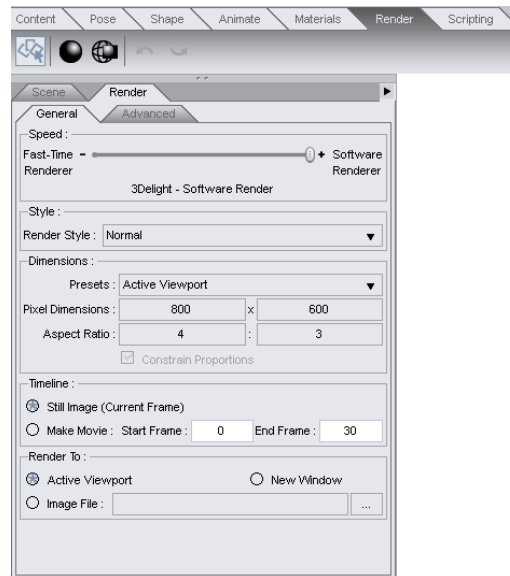 Content Pose Shape Animate Materials Render Scripting
Scene Render
General Advanced
Speed :
Fast-Time Renderer - + Software Renderer
3Delight - Software Render
Style :
Render Style : Normal
Dimensions :
Presets : Active Viewport
Pixel Dimensions : 800 x 600
Aspect Ratio : 4 : 3
Constrain Proportions
Timeline :
Still Image (Current Frame)
Make Movie : Start Frame : 0 End Frame : 30
Render To :
Active Viewport New Window
Image File : ...